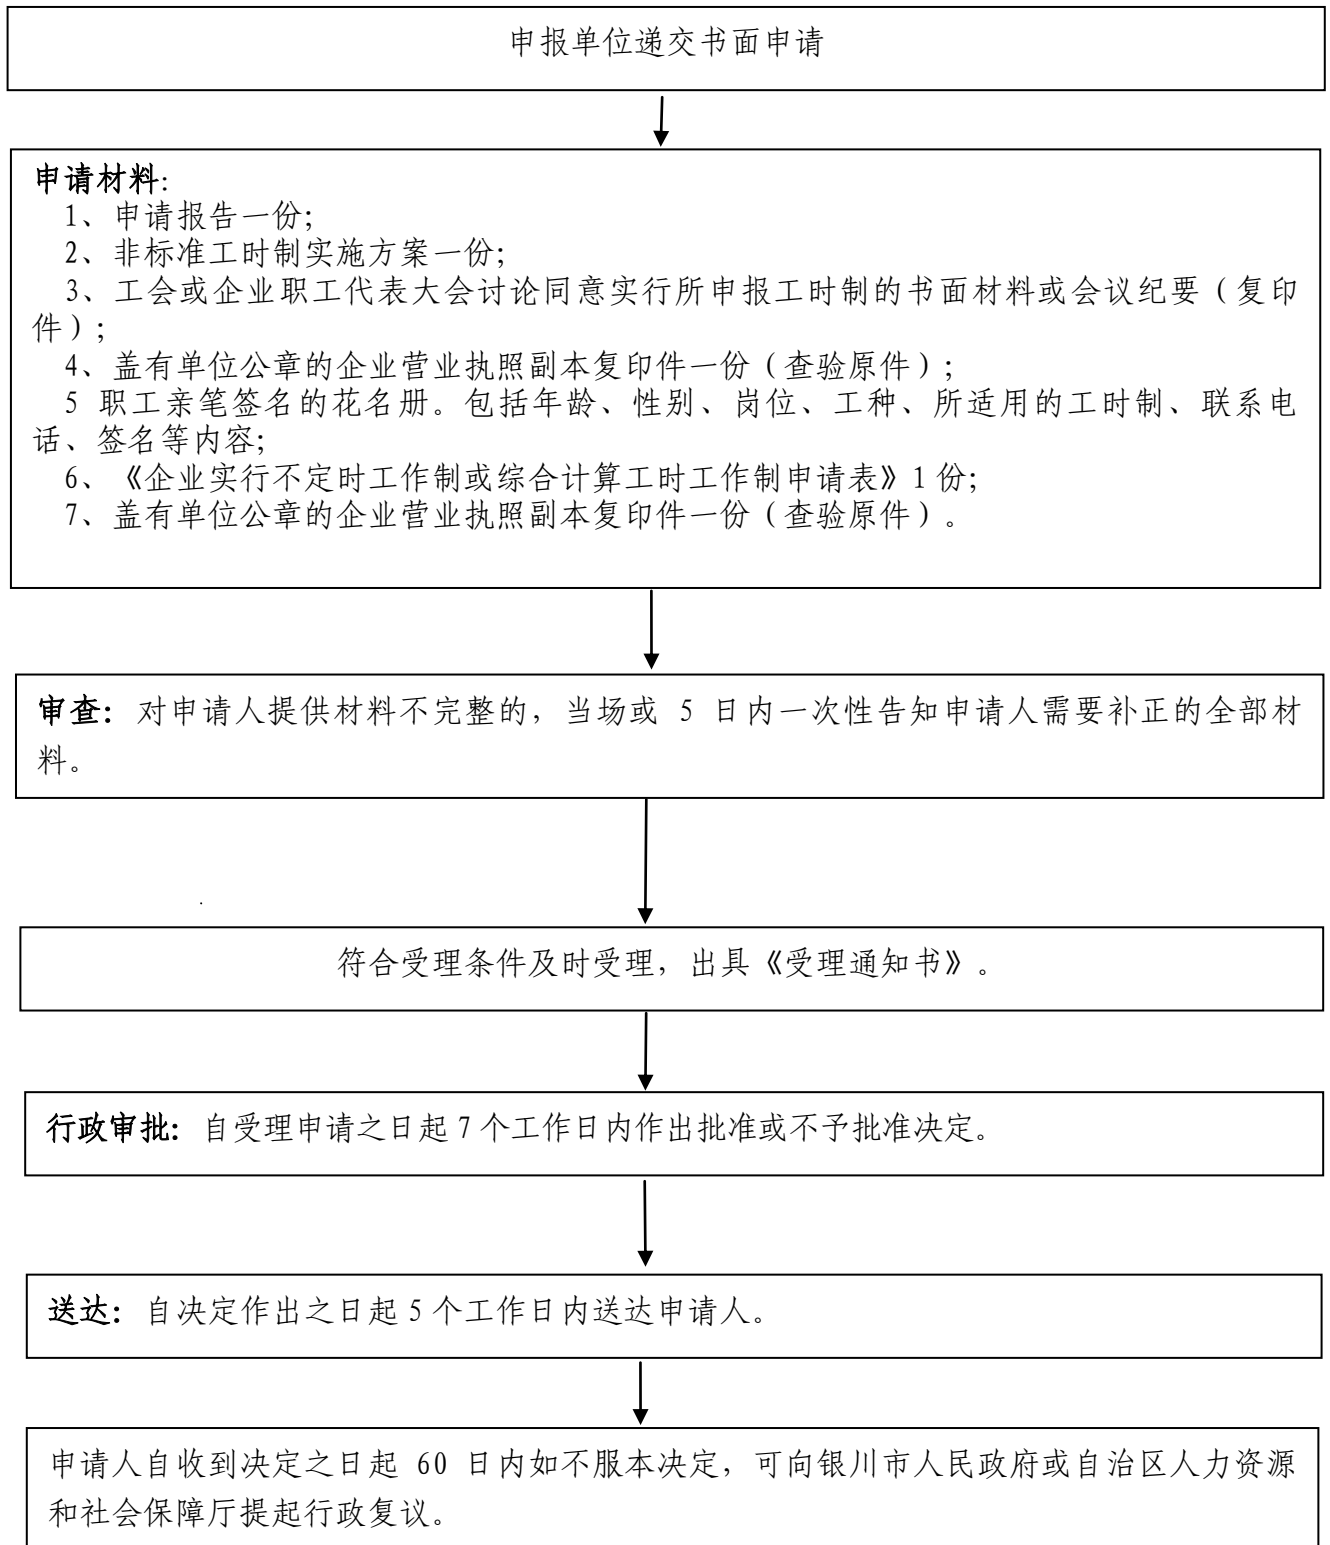 申报单位递交书面申请
申请材料:
1、申请报告一份;
2、非标准工时制实施方案一份;
3、工会或企业职工代表大会讨论同意实行所申报工时制的书面材料或会议纪要（复印
件）;
4、盖有单位公章的企业营业执照副本复印件一份（查验原件）;
5 职工亲笔签名的花名册。包括年龄、性别、岗位、工种、所适用的工时制、联系电
话、签名等内容;
6、《企业实行不定时工作制或综合计算工时工作制申请表》1 份;
7、盖有单位公章的企业营业执照副本复印件一份（查验原件）。
审查：对申请人提供材料不完整的，当场或 5 日内一次性告知申请人需要补正的全部材
料。
符合受理条件及时受理，出具《受理通知书》。
行政审批：自受理申请之日起 7 个工作日内作出批准或不予批准决定。
送达：自决定作出之日起 5 个工作日内送达申请人。
申请人自收到决定之日起 60 日内如不服本决定，可向银川市人民政府或自治区人力资源
和社会保障厅提起行政复议。